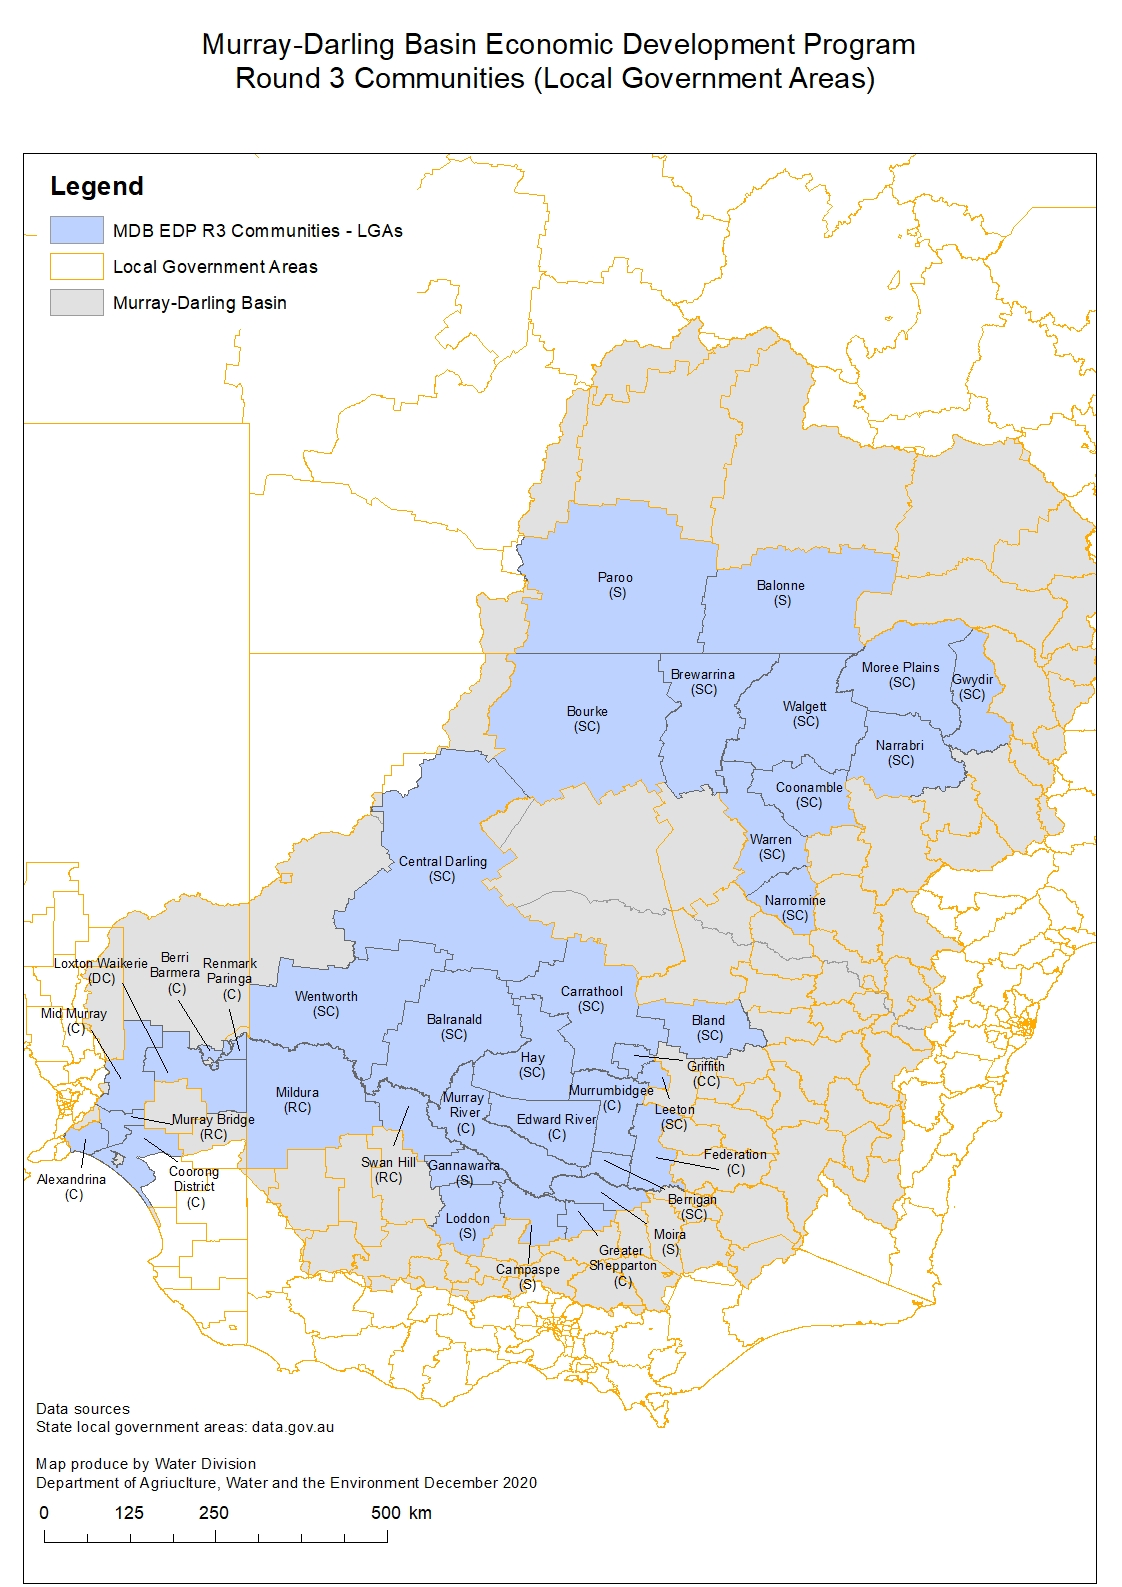 Murray-Darling Basin Economic Development Program
Round 3 Communities (Local Government Areas)
Legend
MDB EDP R3 Communities - LGAs
Local Government Areas
Murray-Darling Basin
Paroo
(S)
Balonne
(S)
Bourke
(SC)
Brewarrina
(SC)
Walgett
(SC)
Moree Plains
(SC)
Gwydir
(SC)
Narrabri
(SC)
Coonamble
(SC)
Warren
(SC)
Narromine
(SC)
Central Darling
(SC)
Loxton Waikerie
(DC)
Berri
Barmera
(C)
Renmark
Paringa
(C)
Mid Murray
(C)
Wentworth
(SC)
Balranald
(SC)
Carrathool
(SC)
Bland
(SC)
Hay
(SC)
Griffith
(CC)
Mildura
(RC)
Murray
River
(C)
Murrumbidgee
(C)
Leeton
(SC)
Edward River
(C)
Murray Bridge
(RC)
Alexandrina
(C)
Coorong
District
(C)
Swan Hill
(RC)
Gannawarra
(S)
Federation
(C)
Berrigan
(SC)
Loddon
(S)
Moira
(S)
Campaspe
(S)
Greater
Shepparton
(C)
Data sources
State local government areas: data.gov.au
Map produce by Water Division
Department of Agriuclture, Water and the Environment December 2020
0 125 250 500 km